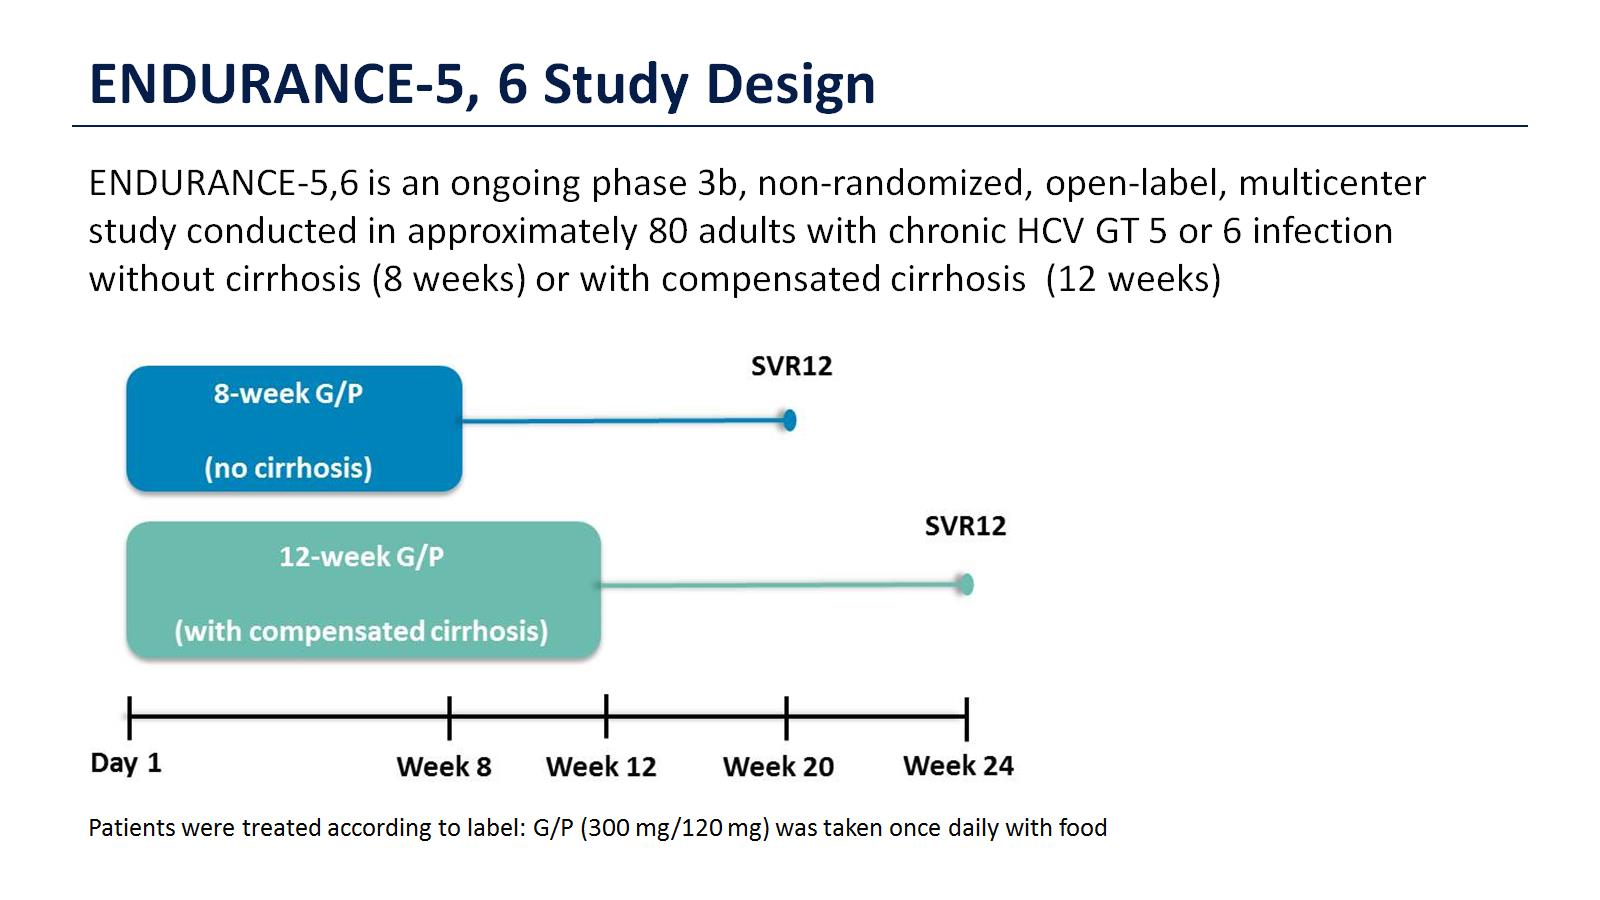 ENDURANCE-5, 6 Study Design
ENDURANCE-5,6 is an ongoing phase 3b, non-randomized, open-label, multicenter
study conducted in approximately 80 adults with chronic HCV GT 5 or 6 infection
without cirrhosis (8 weeks) or with compensated cirrhosis (12 weeks)
SVR12
8-week G/P
(no cirrhosis)
SVR12
12-week G/P
(with compensated cirrhosis)
Day 1
Week 8
Week 12
Week 20
Week 24
Patients were treated according to label: G/P (300 mg/120 mg) was taken once daily with food